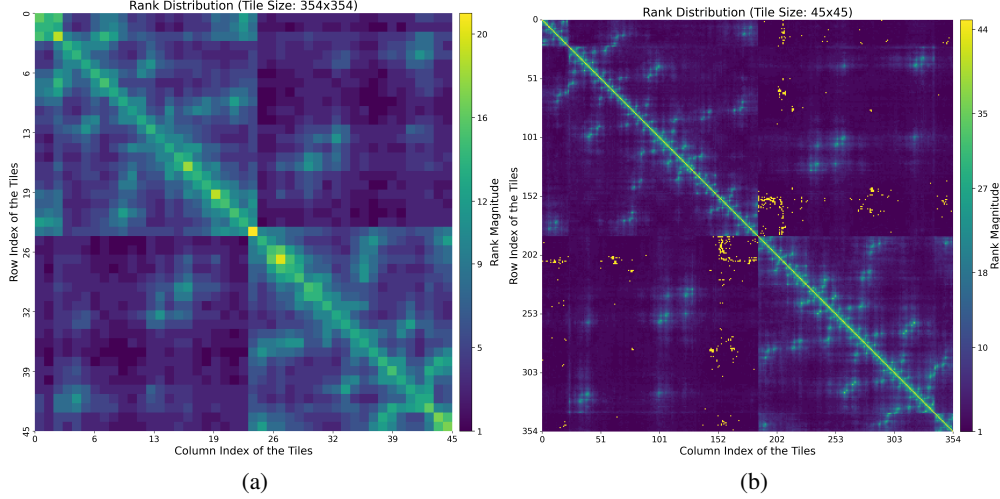 Rank Distribution (Tile Size: 354x354)
0
6
13
19
26
32
39
45
Row Index of the Tiles
0 6 13 19 26 32 39 45
Column Index of the Tiles
20
16
12
9
5
1
Rank Magnitude
(a)
Rank Distribution (Tile Size: 45x45)
0
51
101
152
202
253
303
354
Row Index of the Tiles
0 51 101 152 202 253 303 354
Column Index of the Tiles
44
35
27
18
10
1
Rank Magnitude
(b)